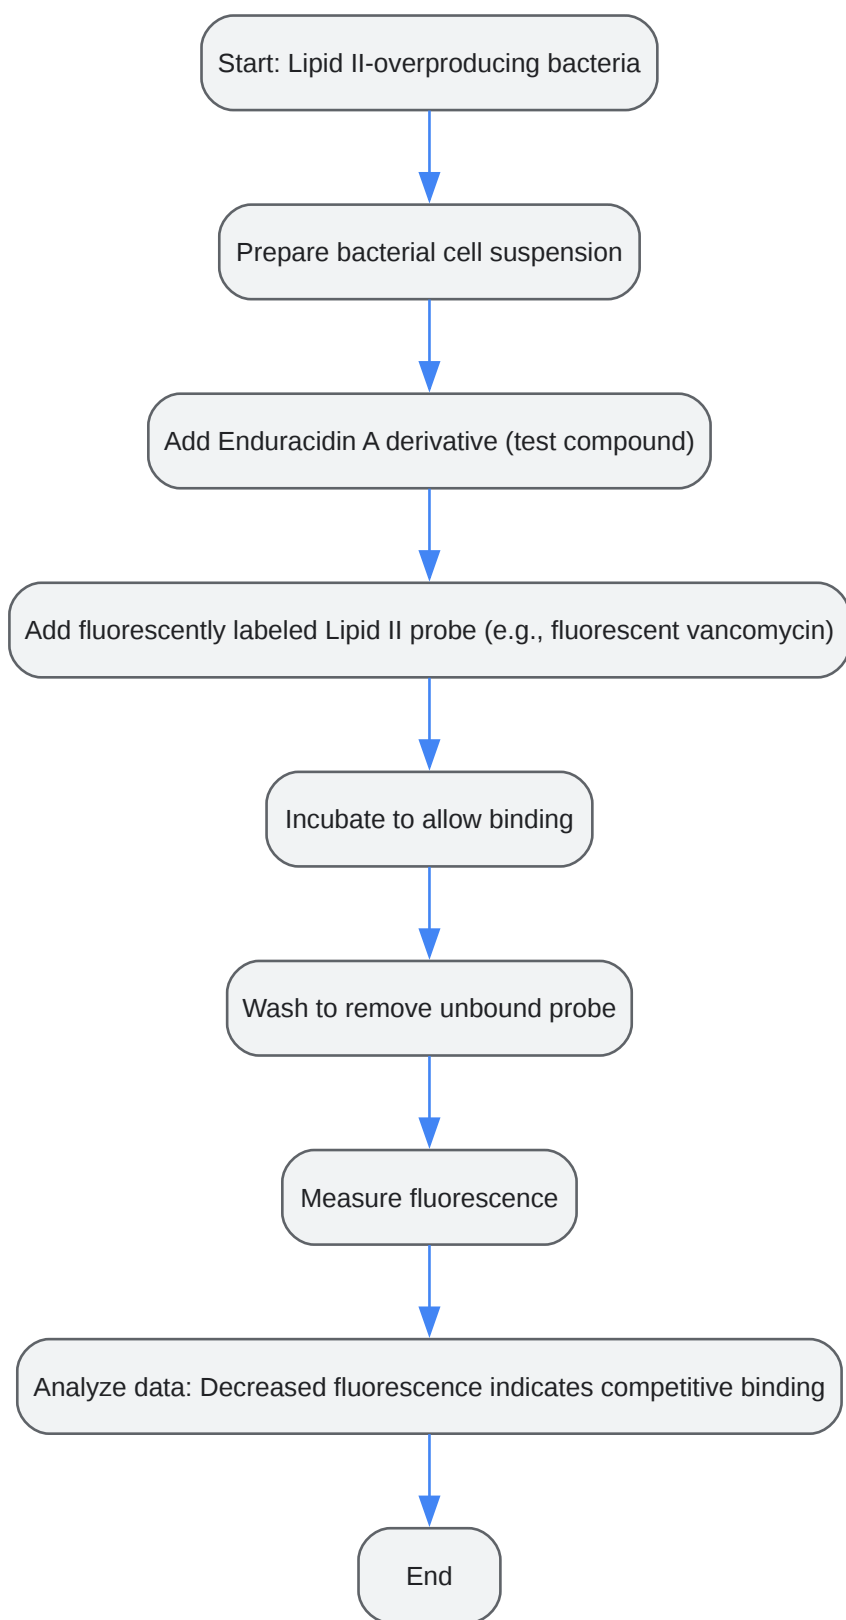 Start: Lipid II-overproducing bacteria
Prepare bacterial cell suspension
Add Enduracidin A derivative (test compound)
Add fluorescently labeled Lipid II probe (e.g., fluorescent vancomycin)
Incubate to allow binding
Wash to remove unbound probe
Measure fluorescence
Analyze data: Decreased fluorescence indicates competitive binding
End